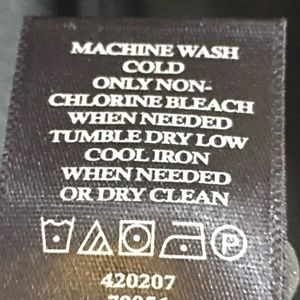 MACHINE WASH
COLD
ONLY NON-
CHLORINE BLEACH
WHEN NEEDED
TUMBLE DRY LOW
COOL IRON
WHEN NEEDED
OR DRY CLEAN
P
420207